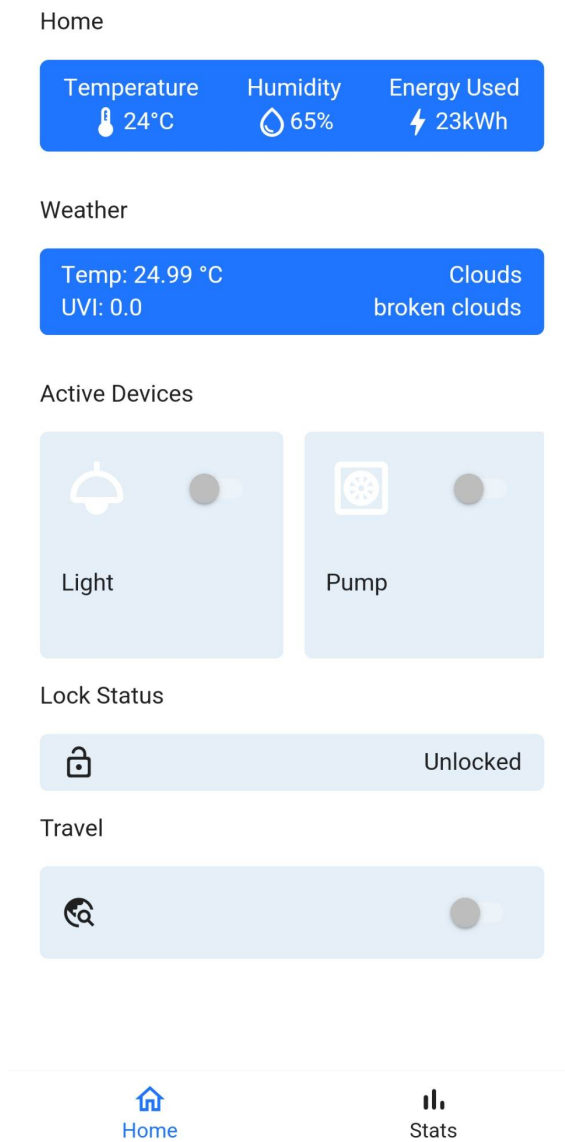 Home
Temperature Humidity Energy Used
24°C 65% 23kWh
Weather
Temp: 24.99 °C Clouds
UVI: 0.0 broken clouds
Active Devices
Light Pump
Lock Status
Unlocked
Travel
Home Stats